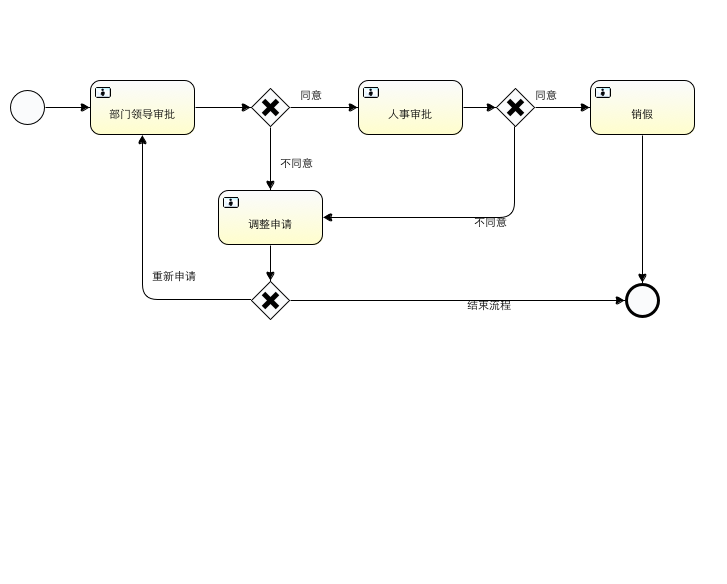 同意
同意
部门领导审批
人事审批
销假
不同意
调整申请
不同意
重新申请
结束流程